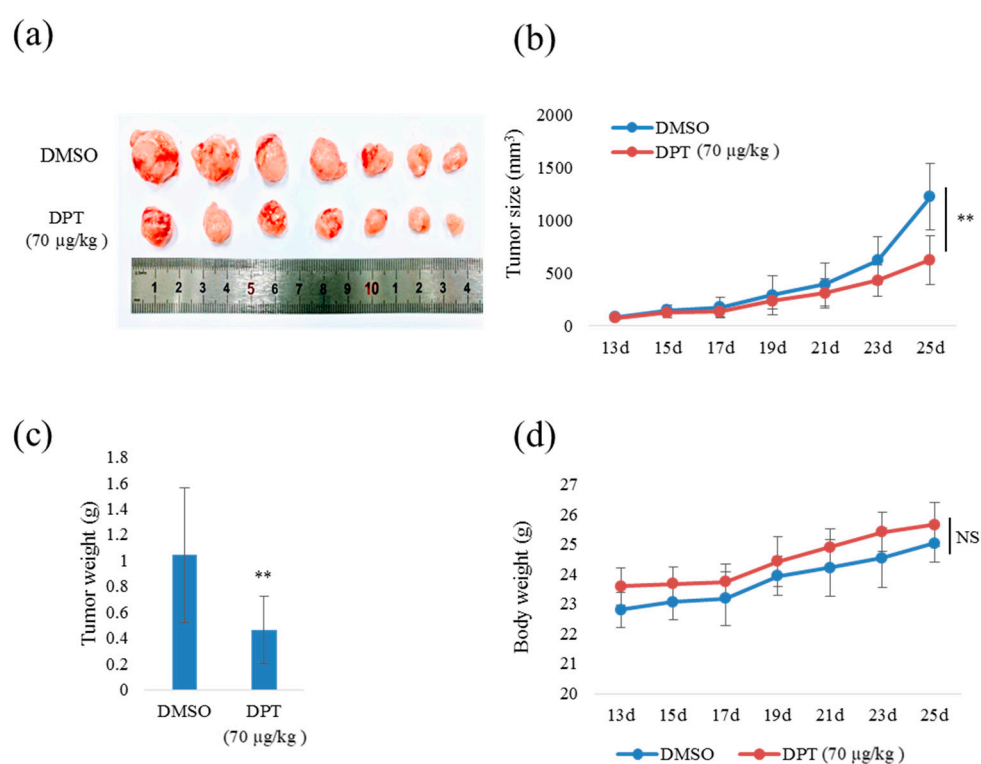 (a)
DMSO
DPT
(70 µg/kg )
1 2 3 4 5 6 7 8 9 10 1 2 3 4
(b)
Tumor size (mm³)
2000
1500
1000
500
0
DMSO
DPT (70 µg/kg )
**
13d 15d 17d 19d 21d 23d 25d
(c)
Tumor weight (g)
1.8
1.6
1.4
1.2
1
0.8
0.6
0.4
0.2
0
**
DMSO DPT
(70 µg/kg )
(d)
Body weight (g)
27
26
25
24
23
22
21
20
NS
13d 15d 17d 19d 21d 23d 25d
DMSO DPT (70 µg/kg )